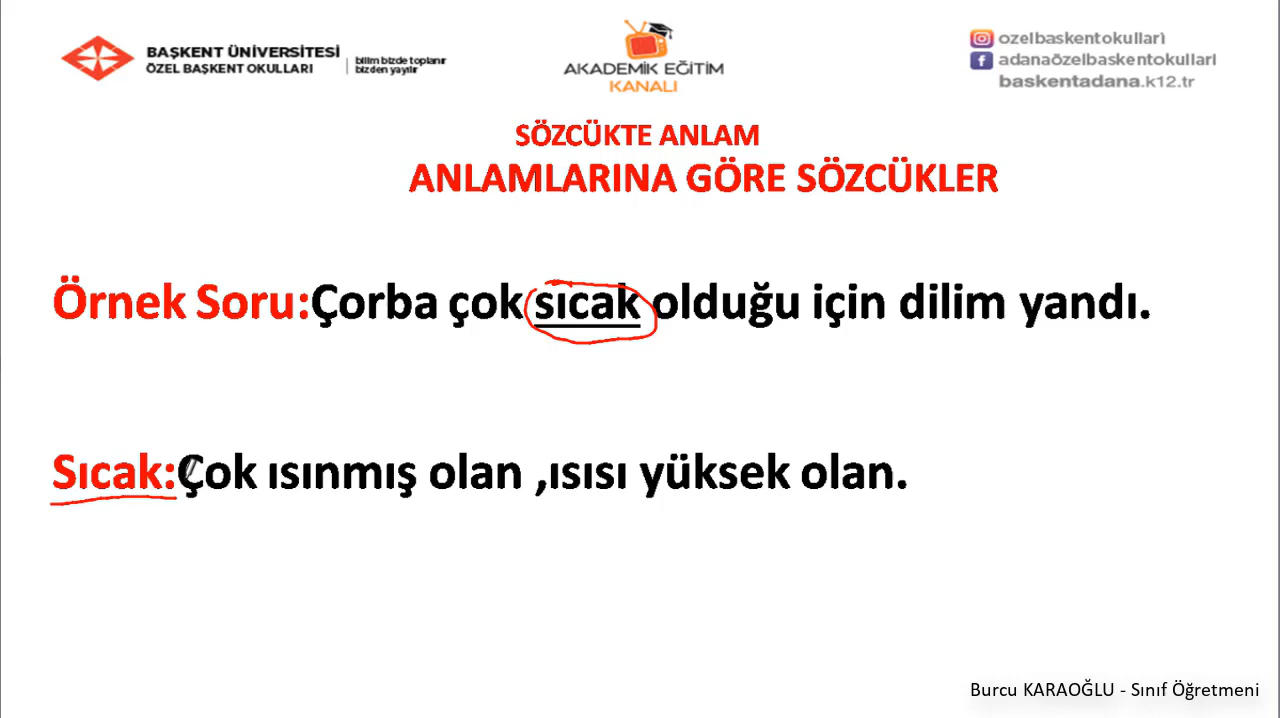 BAŞKENT ÜNİVERSİTESİ
ÖZEL BAŞKENT OKULLARI
bilim bizde toplanır
bizden yayılır
AKADEMİK EĞİTİM
KANALI
ozelbaskentokullari
adanaözelbaskentokullari
baskentadana.k12.tr
SÖZCÜKTE ANLAM
ANLAMLARINA GÖRE SÖZCÜKLER
Örnek Soru:Çorba çok sıcak olduğu için dilim yandı.
Sıcak:Çok ısınmış olan ,ısısı yüksek olan.
Burcu KARAOĞLU - Sınıf Öğretmeni